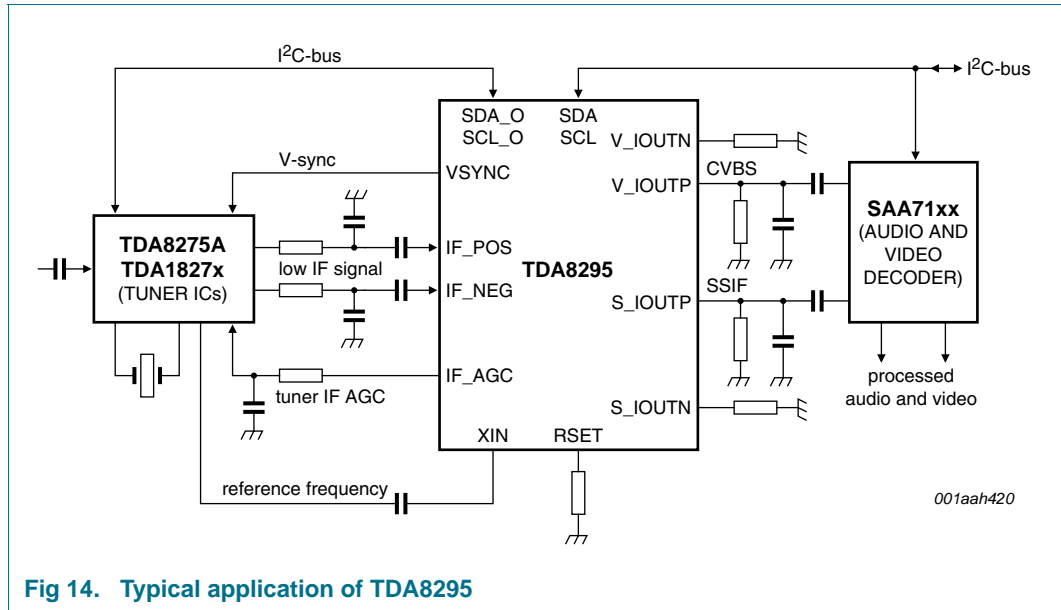 I2C-bus
I2C-bus
SDA_O
SCL_O
SDA
SCL
V_IOUTN
V-sync
VSYNC
CVBS
V_IOUTP
TDA8275A
TDA1827x
(TUNER ICs)
IF_POS
low IF signal
IF_NEG
TDA8295
SAA71xx
(AUDIO AND
VIDEO
DECODER)
SSIF
S_IOUTP
IF_AGC
tuner IF AGC
processed
audio and video
S_IOUTN
XIN
RSET
reference frequency
001aah420
Fig 14. Typical application of TDA8295